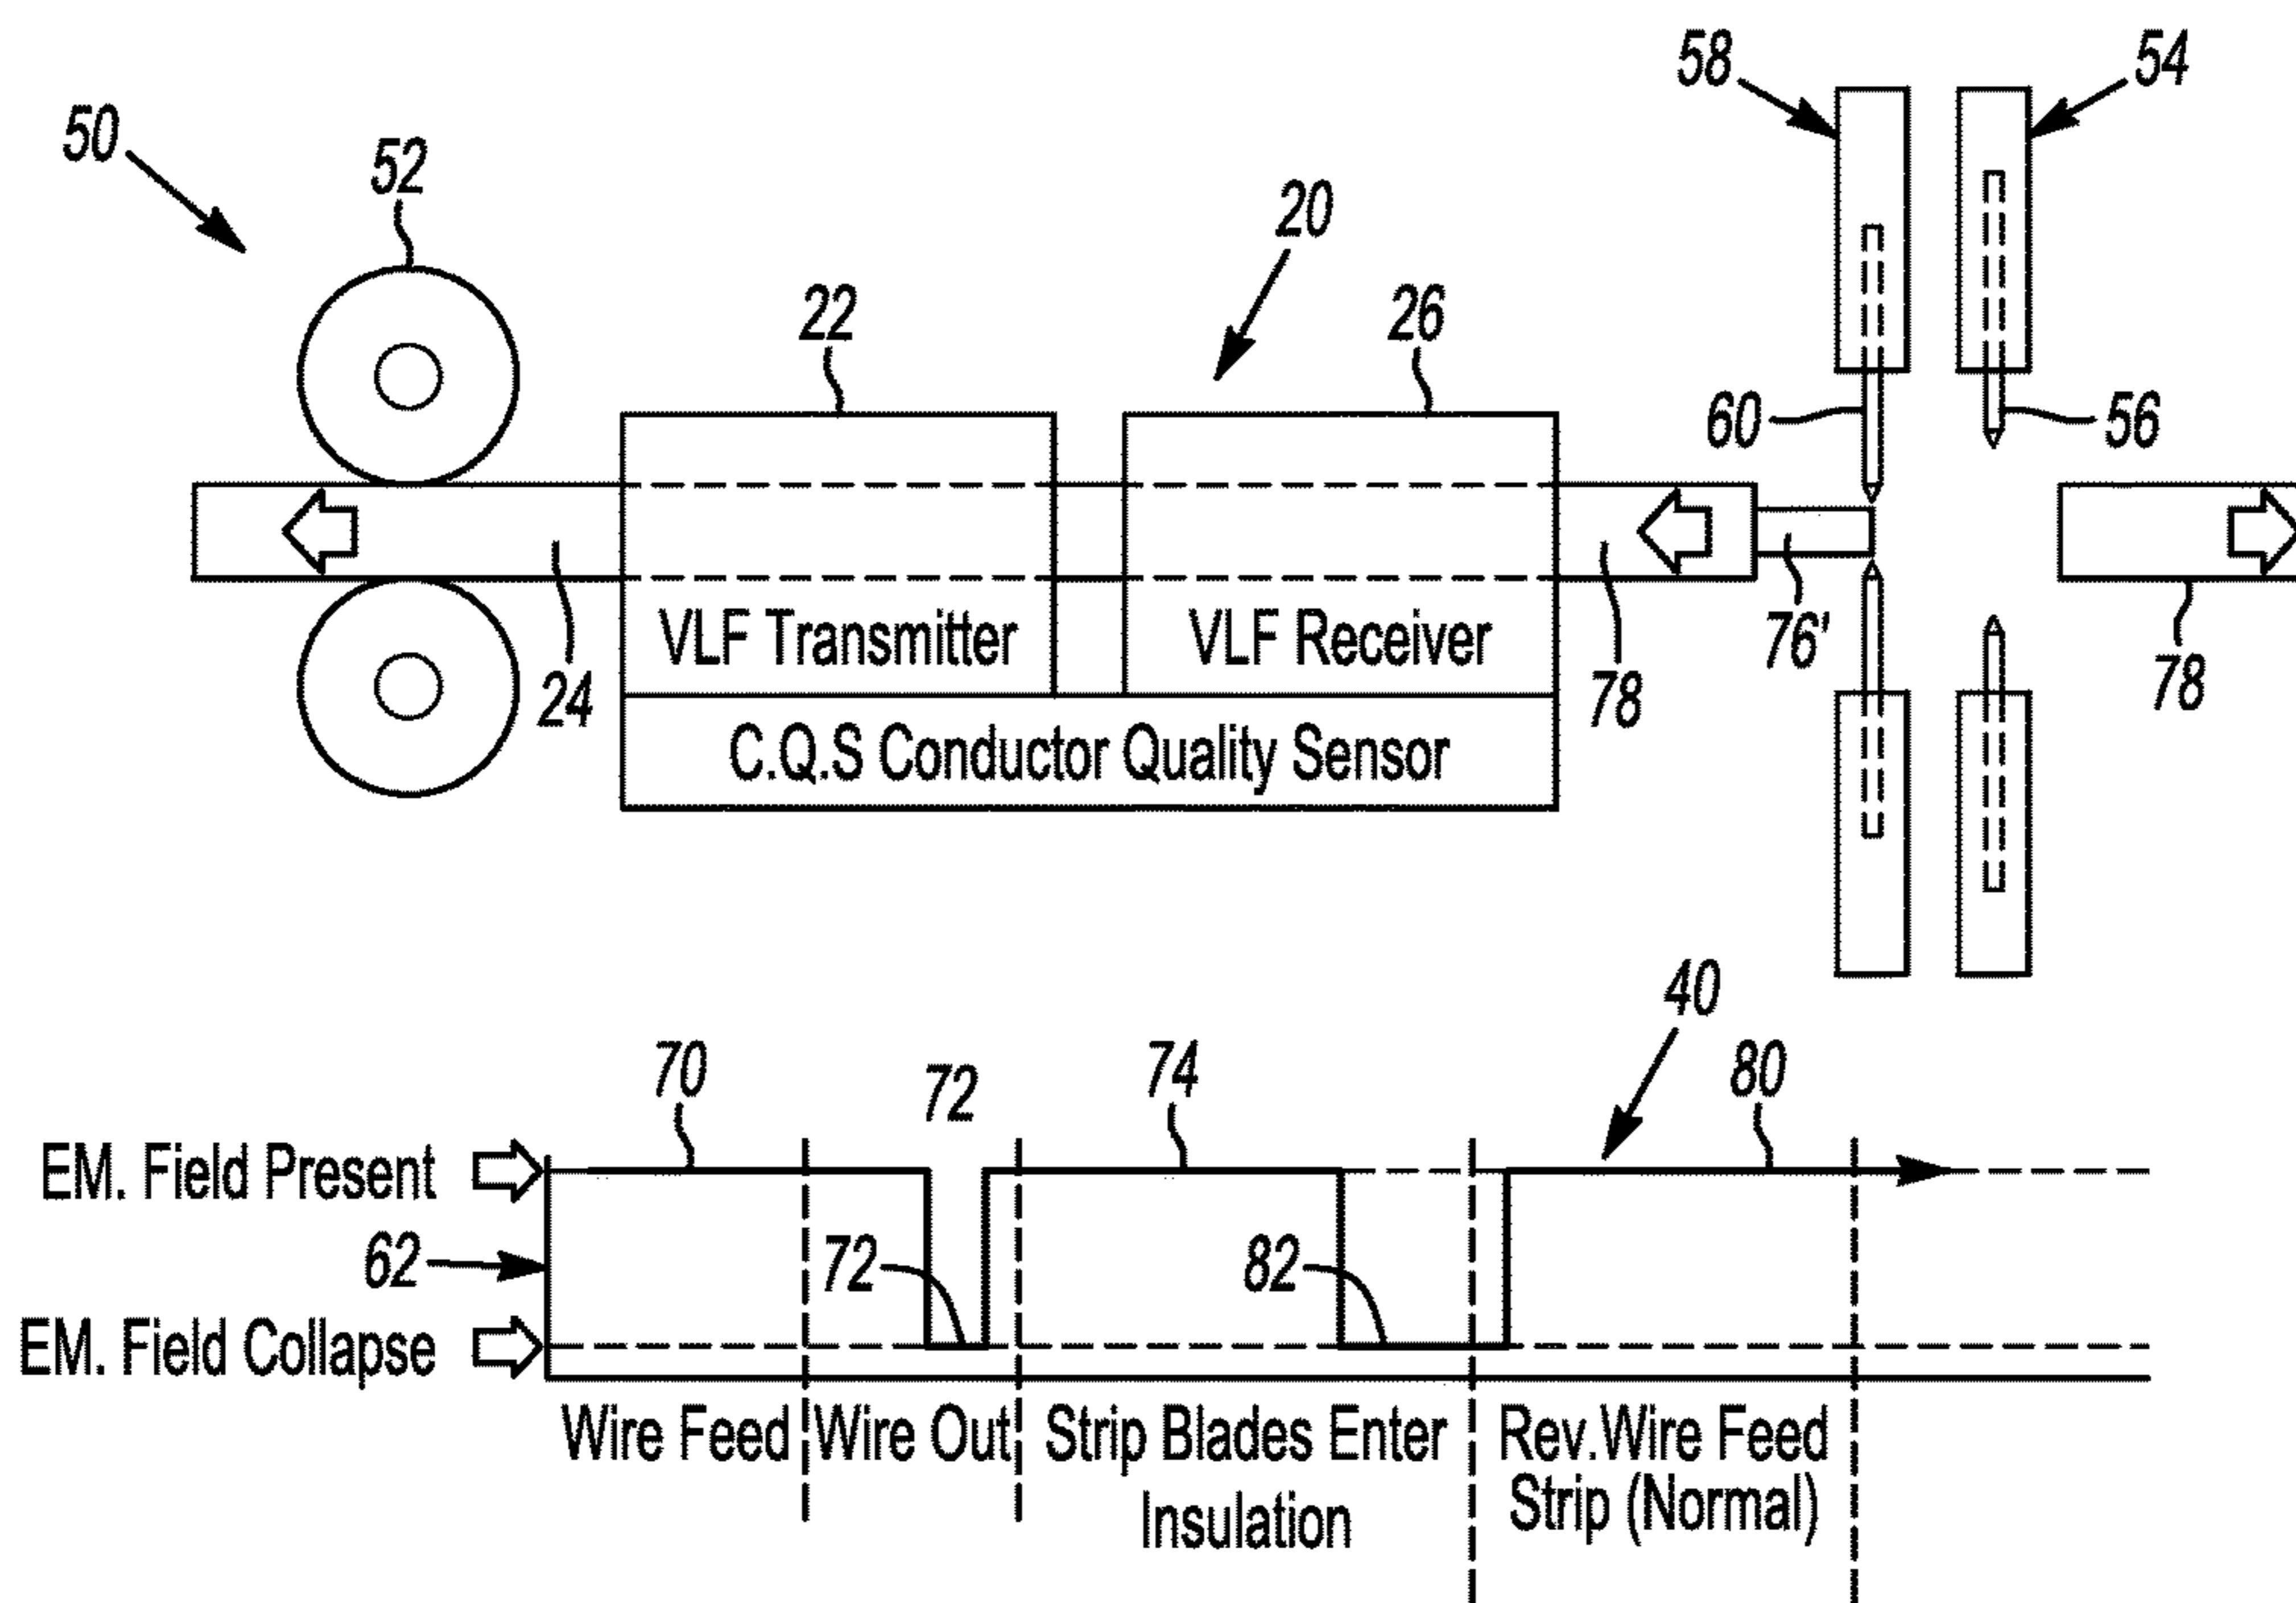 58
54
50
52
20
22
26
60
56
VLF Transmitter
VLF Receiver
76'
24
78
78
C.Q.S Conductor Quality Sensor
40
70
72
74
80
EM. Field Present
62
72
82
EM. Field Collapse
Wire Feed
Wire Out
Strip Blades Enter
Insulation
Rev.Wire Feed
Strip (Normal)